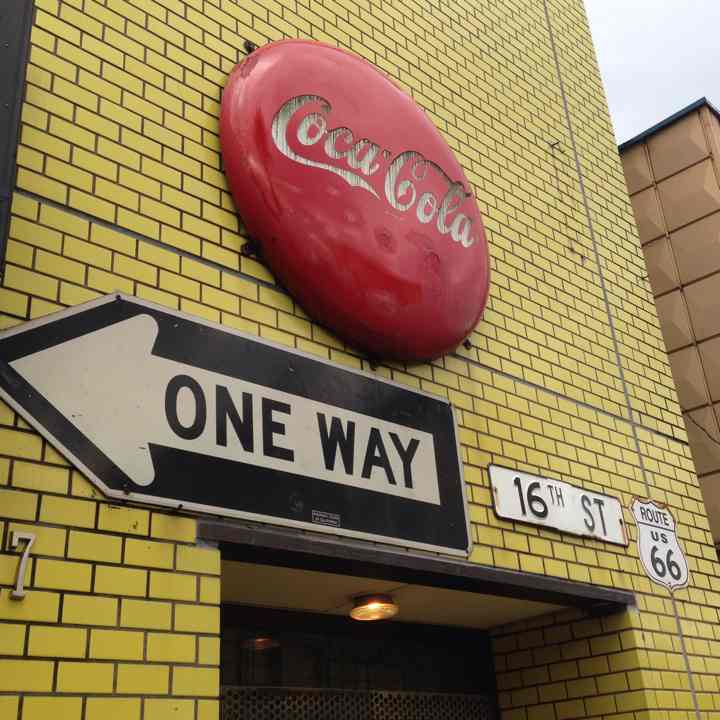 Coca-Cola
ONE WAY
16TH ST
ROUTE
US
66
7